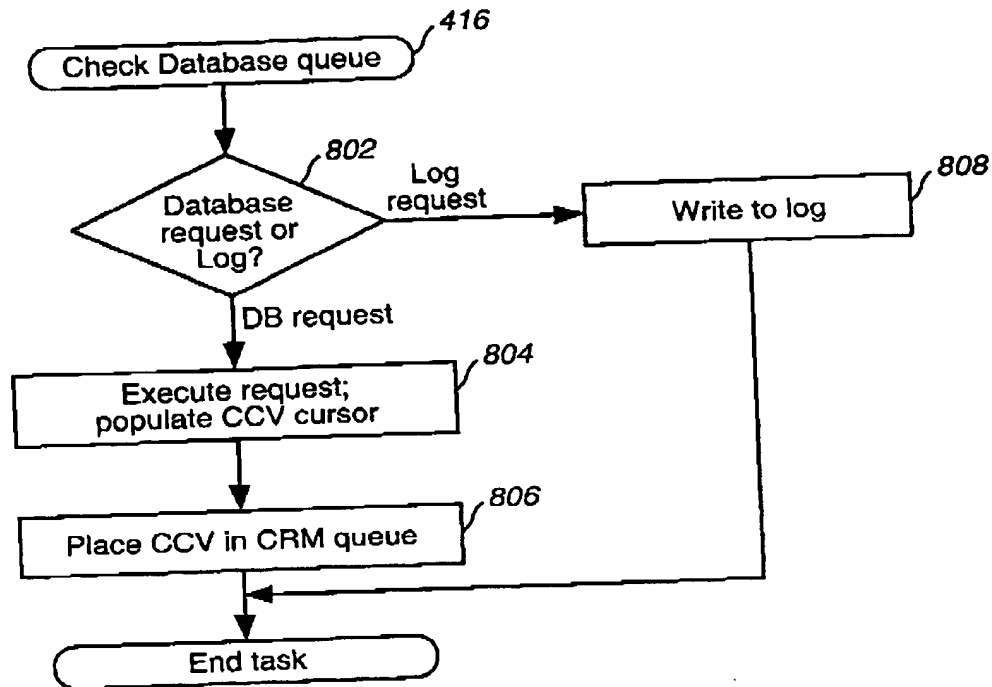 416
Check Database queue
802
Database
request or
Log?
Log
request
808
Write to log
DB request
804
Execute request;
populate CCV cursor
806
Place CCV in CRM queue
End task